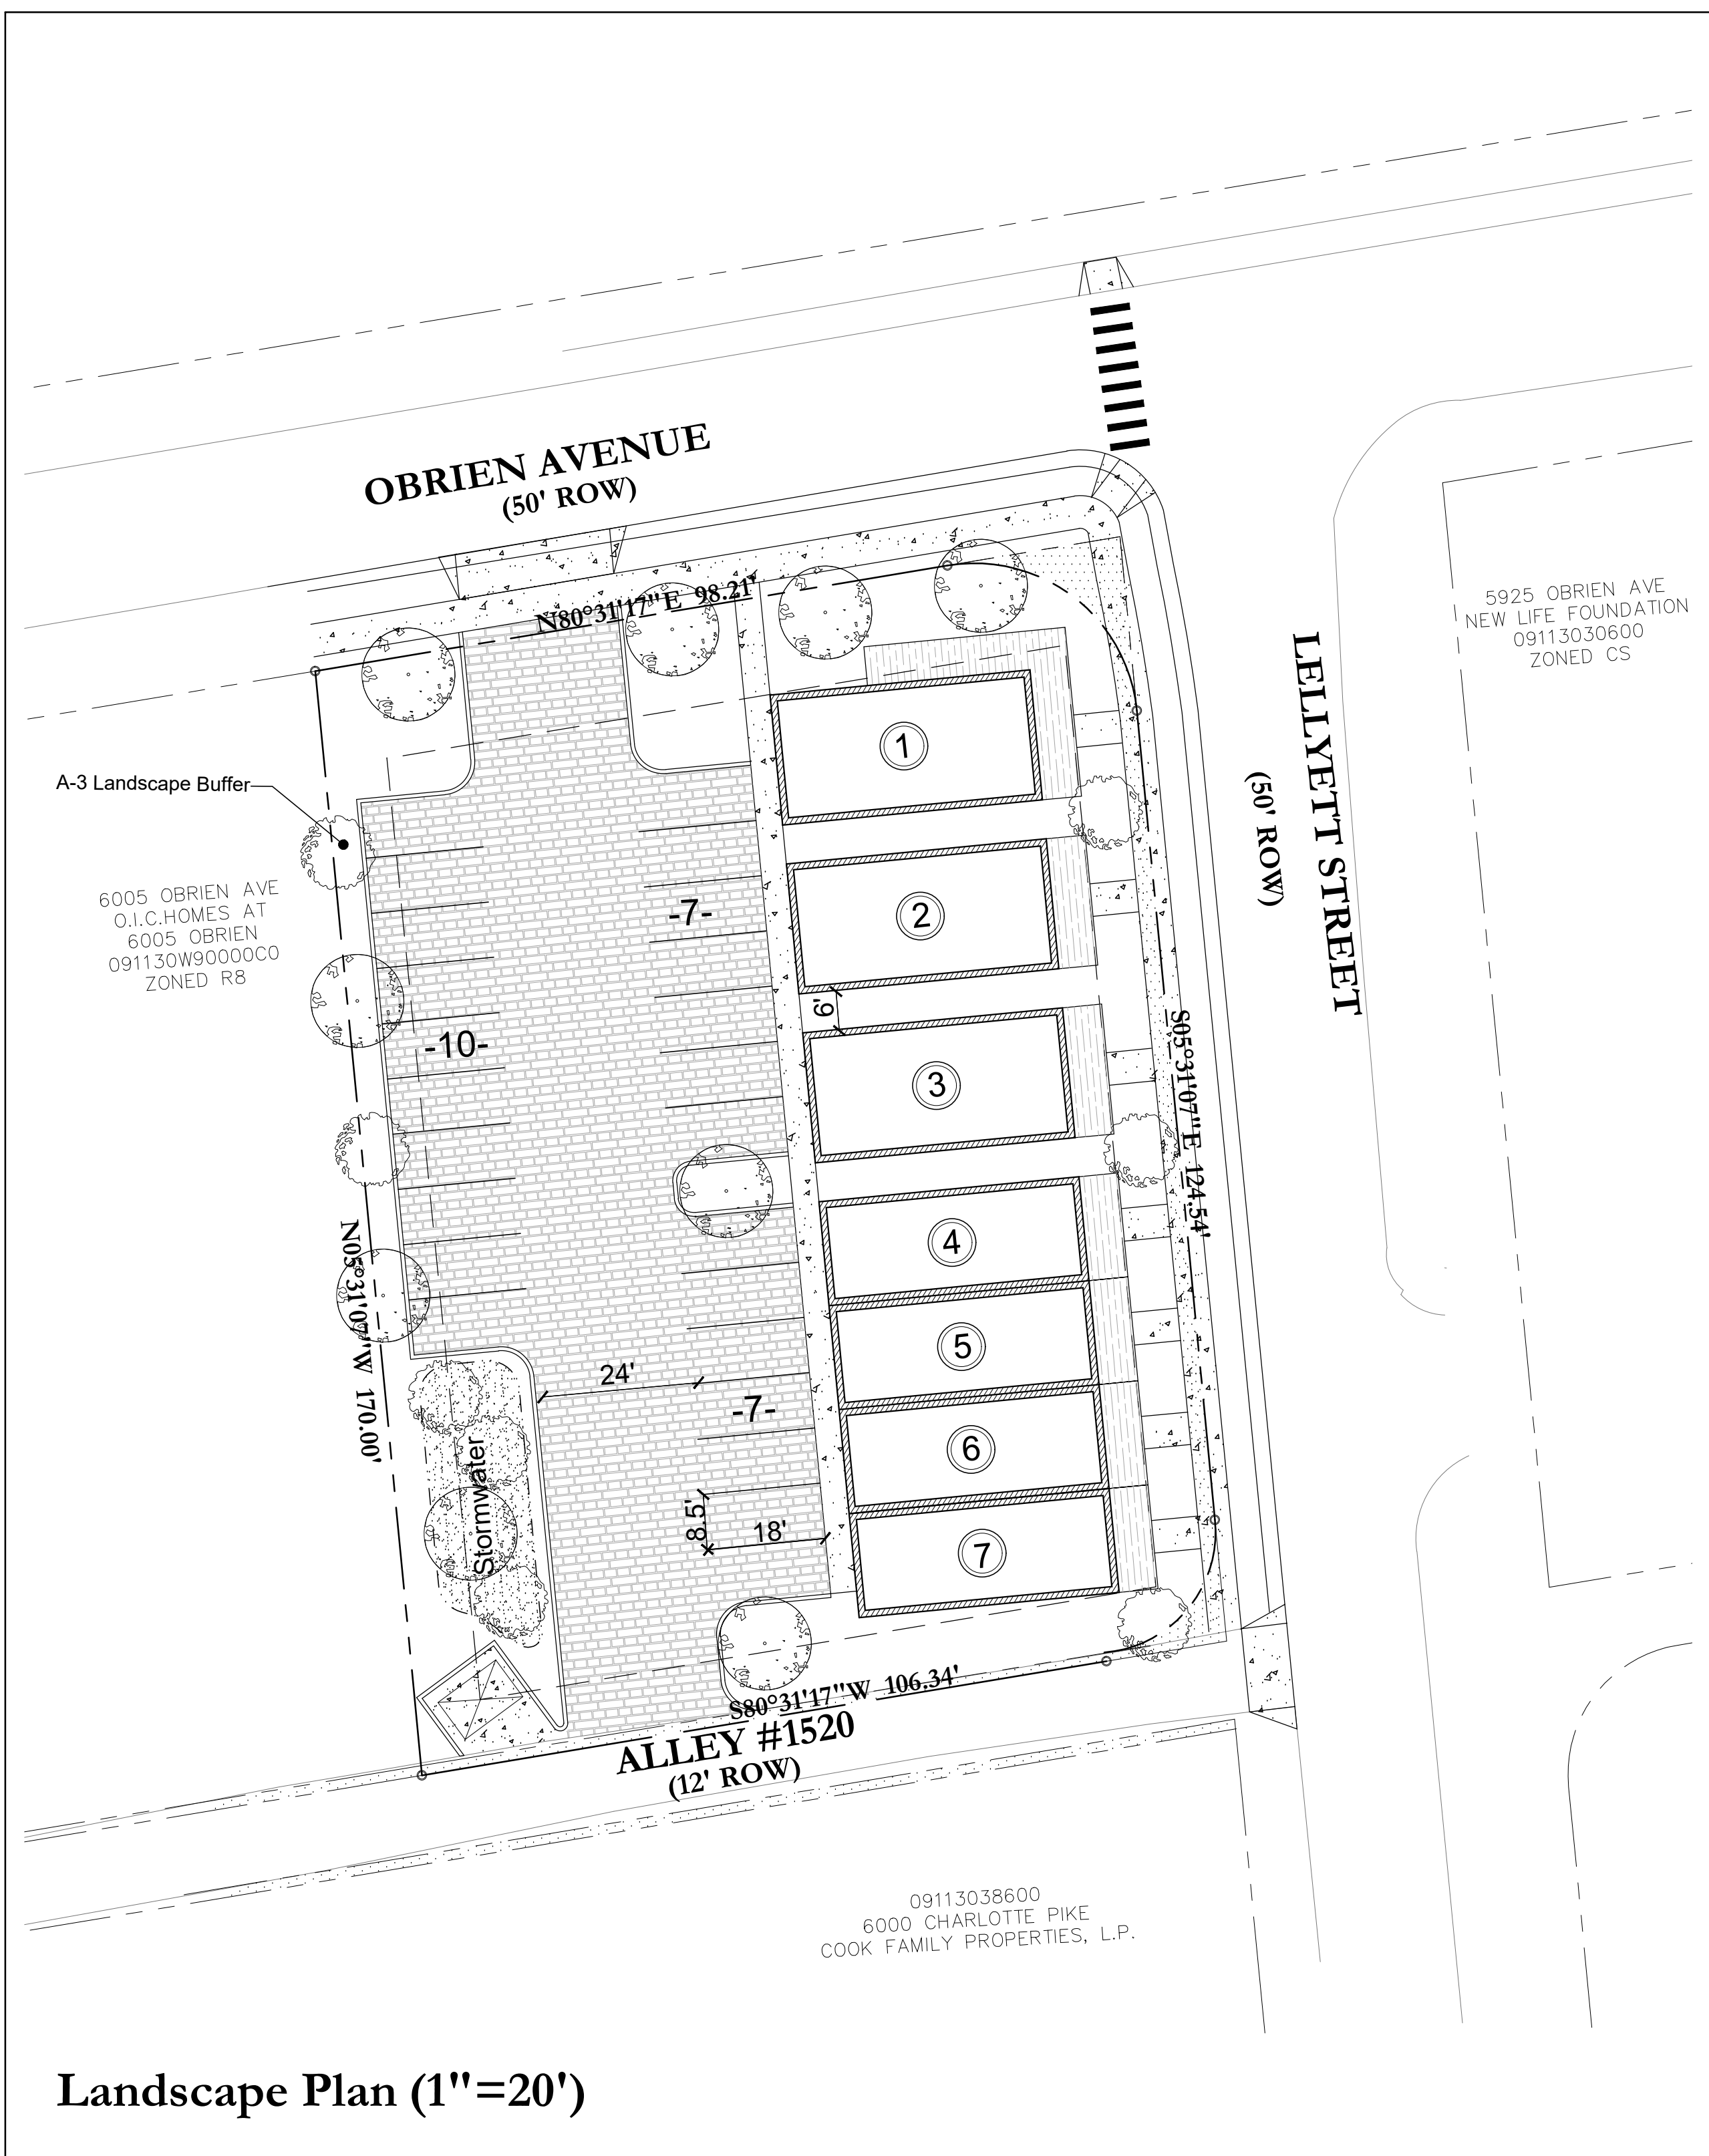 OBRIEN AVENUE
(50' ROW)
N80°31'17"E 98.21'
5925 OBRIEN AVE
NEW LIFE FOUNDATION
09113030600
ZONED CS
LELLYETT STREET
(50' ROW)
A-3 Landscape Buffer
6005 OBRIEN AVE
O.I.C.HOMES AT
6005 OBRIEN
091130W90000C0
ZONED R8
1
2
-7-
6'
-10-
3
S05°31'07"E 124.54'
4
N05°31'07"W 170.00'
5
24'
-7-
6
Stormwater
8.5'
18'
7
S80°31'17"W 106.34'
ALLEY #1520
(12' ROW)
09113038600
6000 CHARLOTTE PIKE
COOK FAMILY PROPERTIES, L.P.
Landscape Plan (1"=20')